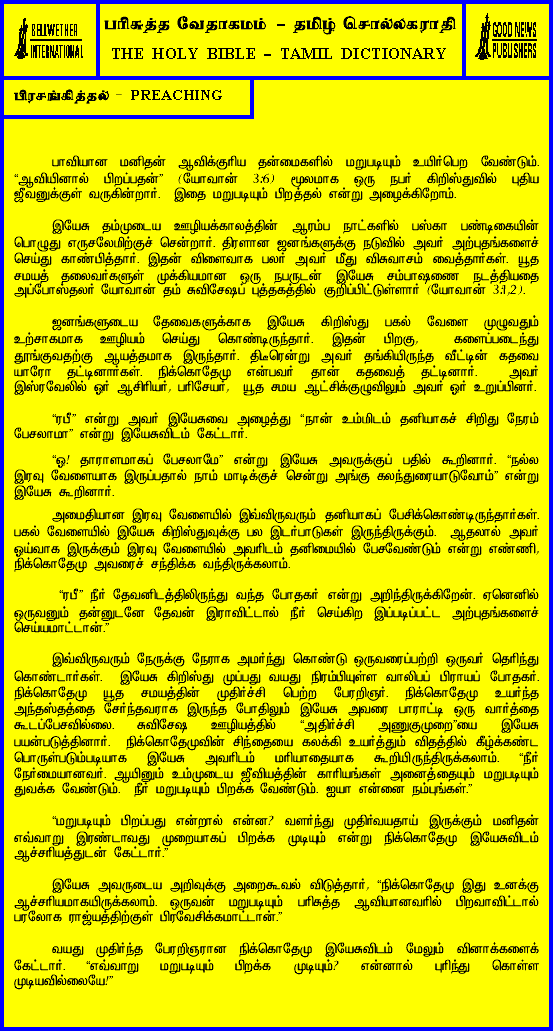 BELLWETHER
INTERNATIONAL
பரிசுத்த வேதாகமம் - தமிழ் சொல்லகராதி
THE HOLY BIBLE - TAMIL DICTIONARY
GOOD NEWS
PUBLISHERS
பிரசங்கித்தல் - PREACHING
பாவியான மனிதன் ஆவிக்குரிய தன்மைகளில் மறுபடியும் உயிர்பெற வேண்டும்.
“ஆவியினால் பிறப்பதன்” (யோவான் 3:6) மூலமாக ஒரு நபர் கிறிஸ்துவில் புதிய
ஜீவனுக்குள் வருகின்றார். இதை மறுபடியும் பிறத்தல் என்று அழைக்கிறோம்.
இயேசு தம்முடைய ஊழியக்காலத்தின் ஆரம்ப நாட்களில் பஸ்கா பண்டிகையின்
பொழுது எருசலேமிற்குச் சென்றார். திரளான ஜனங்களுக்கு நடுவில் அவர் அற்புதங்களைச்
செய்து காண்பித்தார். இதன் விளைவாக பலர் அவர் மீது விசுவாசம் வைத்தார்கள். யூத
சமயத் தலைவர்களுள் முக்கியமான ஒரு நபருடன் இயேசு சம்பாஷணை நடத்தியதை
அப்போஸ்தலர் யோவான் தம் சுவிசேஷப் புத்தகத்தில் குறிப்பிட்டுள்ளார் (யோவான் 3:1,2).
ஜனங்களுடைய தேவைகளுக்காக இயேசு கிறிஸ்து பகல் வேளை முழுவதும்
உற்சாகமாக ஊழியம் செய்து கொண்டிருந்தார். இதன் பிறகு, களைப்படைந்து
தூங்குவதற்கு ஆயத்தமாக இருந்தார். திடீரென்று அவர் தங்கியிருந்த வீட்டின் கதவை
யாரோ தட்டினார்கள். நிக்கொதேமு என்பவர் தான் கதவைத் தட்டினார். அவர்
இஸ்ரவேலில் ஓர் ஆசிரியர், பரிசேயர், யூத சமய ஆட்சிக்குழுவிலும் அவர் ஓர் உறுப்பினர்.
“ரபீ” என்று அவர் இயேசுவை அழைத்து “நான் உம்மிடம் தனியாகச் சிறிது நேரம்
பேசலாமா” என்று இயேசுவிடம் கேட்டார்.
“ஓ! தாராளமாகப் பேசலாமே” என்று இயேசு அவருக்குப் பதில் கூறினார். “நல்ல
இரவு வேளையாக இருப்பதால் நாம் மாடிக்குச் சென்று அங்கு கலந்துரையாடுவோம்” என்று
இயேசு கூறினார்.
அமைதியான இரவு வேளையில் இவ்விருவரும் தனியாகப் பேசிக்கொண்டிருந்தார்கள்.
பகல் வேளையில் இயேசு கிறிஸ்துவுக்கு பல இடர்பாடுகள் இருந்திருக்கும். ஆதலால் அவர்
ஓய்வாக இருக்கும் இரவு வேளையில் அவரிடம் தனிமையில் பேசவேண்டும் என்று எண்ணி,
நிக்கொதேமு அவரைச் சந்திக்க வந்திருக்கலாம்.
“ரபீ” நீர் தேவனிடத்திலிருந்து வந்த போதகர் என்று அறிந்திருக்கிறேன். ஏனெனில்
ஒருவனும் தன்னுடனே தேவன் இராவிட்டால் நீர் செய்கிற இப்படிப்பட்ட அற்புதங்களைச்
செய்யமாட்டான்.”
இவ்விருவரும் நேருக்கு நேராக அமர்ந்து கொண்டு ஒருவரைப்பற்றி ஒருவர் தெரிந்து
கொண்டார்கள். இயேசு கிறிஸ்து முப்பது வயது நிரம்பியுள்ள வாலிபப் பிராயப் போதகர்.
நிக்கொதேமு யூத சமயத்தின் முதிர்ச்சி பெற்ற பேரறிஞர். நிக்கொதேமு உயர்ந்த
அந்தஸ்தத்தை சேர்ந்தவராக இருந்த போதிலும் இயேசு அவரை பாராட்டி ஒரு வார்த்தை
கூடப்பேசவில்லை. சுவிசேஷ ஊழியத்தில் “அதிர்ச்சி அணுகுமுறை”யை இயேசு
பயன்படுத்தினார். நிக்கொதேமுவின் சிந்தையை கலக்கி உயர்த்தும் விதத்தில் கீழ்க்கண்ட
பொருள்படும்படியாக இயேசு அவரிடம் மரியாதையாக கூறியிருந்திருக்கலாம். “நீர்
நேர்மையானவர். ஆயினும் உம்முடைய ஜீவியத்தின் காரியங்கள் அனைத்தையும் மறுபடியும்
துவக்க வேண்டும். நீர் மறுபடியும் பிறக்க வேண்டும். ஐயா என்னை நம்புங்கள்.”
“மறுபடியும் பிறப்பது என்றால் என்ன? வளர்ந்து முதிர்வயதாய் இருக்கும் மனிதன்
எவ்வாறு இரண்டாவது முறையாகப் பிறக்க முடியும் என்று நிக்கொதேமு இயேசுவிடம்
ஆச்சரியத்துடன் கேட்டார்.”
இயேசு அவருடைய அறிவுக்கு அறைகூவல் விடுத்தார், “நிக்கொதேமு இது உனக்கு
ஆச்சரியமாகயிருக்கலாம். ஒருவன் மறுபடியும் பரிசுத்த ஆவியானவரில் பிறவாவிட்டால்
பரலோக ராஜ்யத்திற்குள் பிரவேசிக்கமாட்டான்.”
வயது முதிர்ந்த பேரறிஞரான நிக்கொதேமு இயேசுவிடம் மேலும் வினாக்களைக்
கேட்டார். “எவ்வாறு மறுபடியும் பிறக்க முடியும்? என்னால் புரிந்து கொள்ள
முடியவில்லையே!”